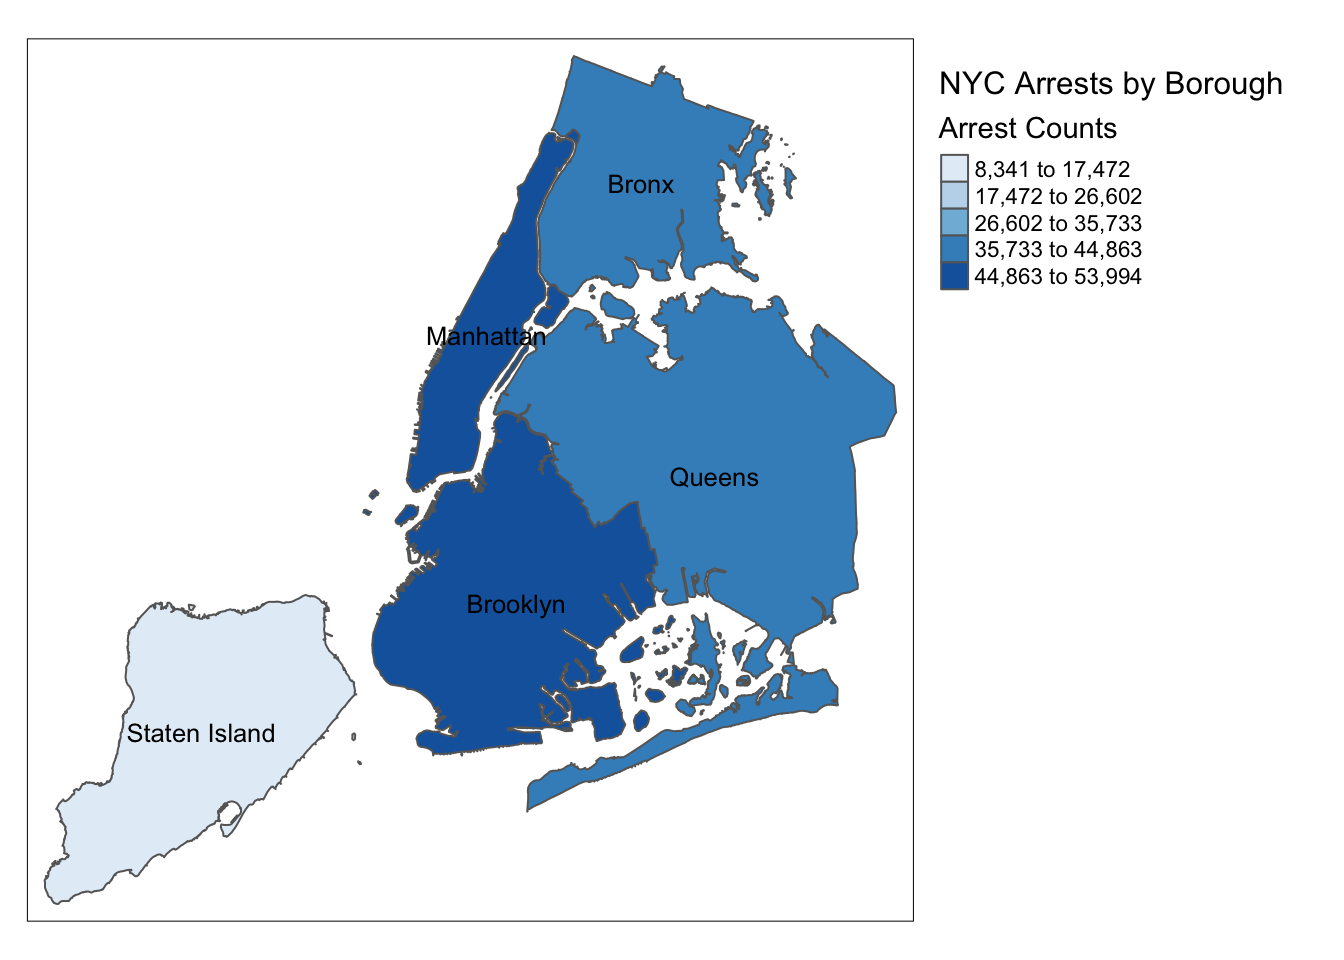 NYC Arrests by Borough
Arrest Counts
8,341 to 17,472
17,472 to 26,602
26,602 to 35,733
35,733 to 44,863
44,863 to 53,994
Bronx
Manhattan
Queens
Brooklyn
Staten Island